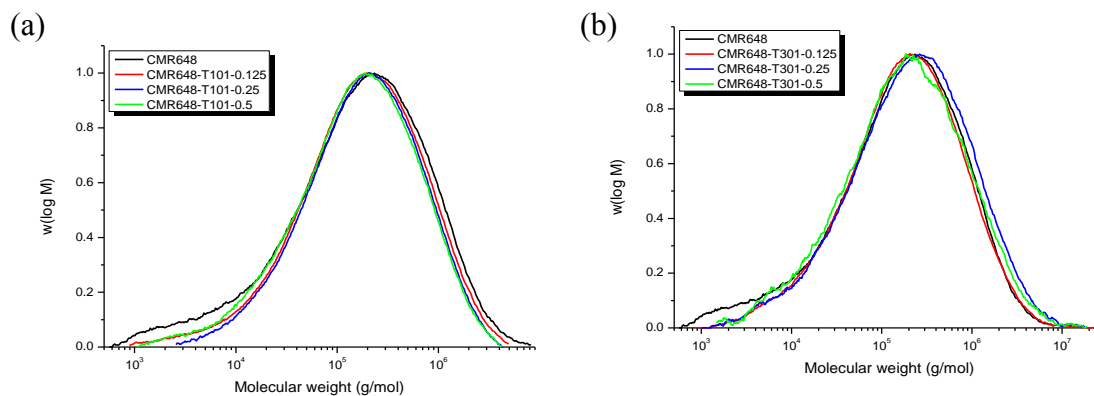 (a)
CMR648
CMR648-T101-0.125
CMR648-T101-0.25
CMR648-T101-0.5
1.0
0.8
0.6
0.4
0.2
0.0
w(log M)
10³
10⁴
10⁵
10⁶
Molecular weight (g/mol)
(b)
CMR648
CMR648-T301-0.125
CMR648-T301-0.25
CMR648-T301-0.5
1.0
0.8
0.6
0.4
0.2
0.0
w(log M)
10³
10⁴
10⁵
10⁶
10⁷
Molecular weight (g/mol)